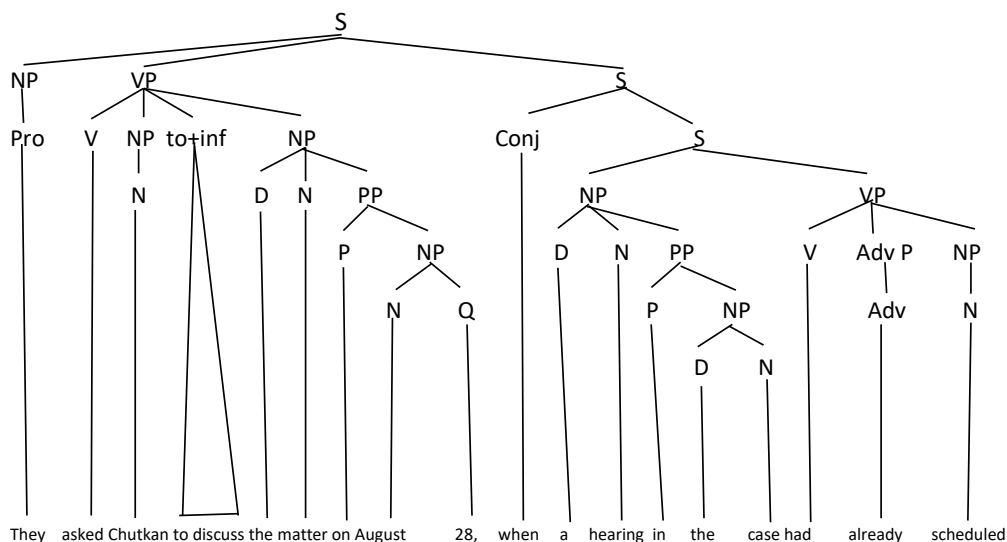 S
NP VP S
Pro V NP to+inf NP Conj S
N D N PP NP VP
P NP D N PP V Adv P NP
N Q P NP Adv N
D N
They asked Chutkan to discuss the matter on August 28, when a hearing in the case had already scheduled